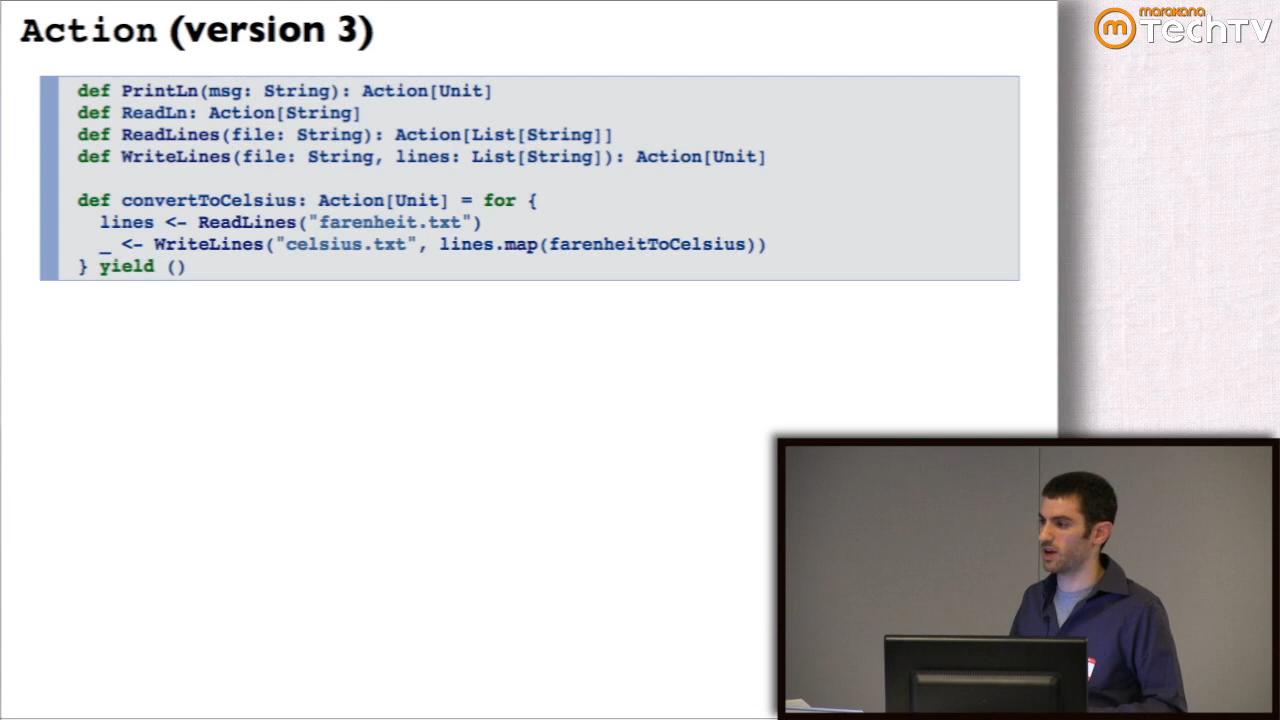 Action (version 3)
marakana
m TechTV
def PrintLn(msg: String): Action[Unit]
def ReadLn: Action[String]
def ReadLines(file: String): Action[List[String]]
def WriteLines(file: String, lines: List[String]): Action[Unit]
def convertToCelsius: Action[Unit] = for {
lines <- ReadLines("farenheit.txt")
_ <- WriteLines("celsius.txt", lines.map(farenheitToCelsius))
} yield ()